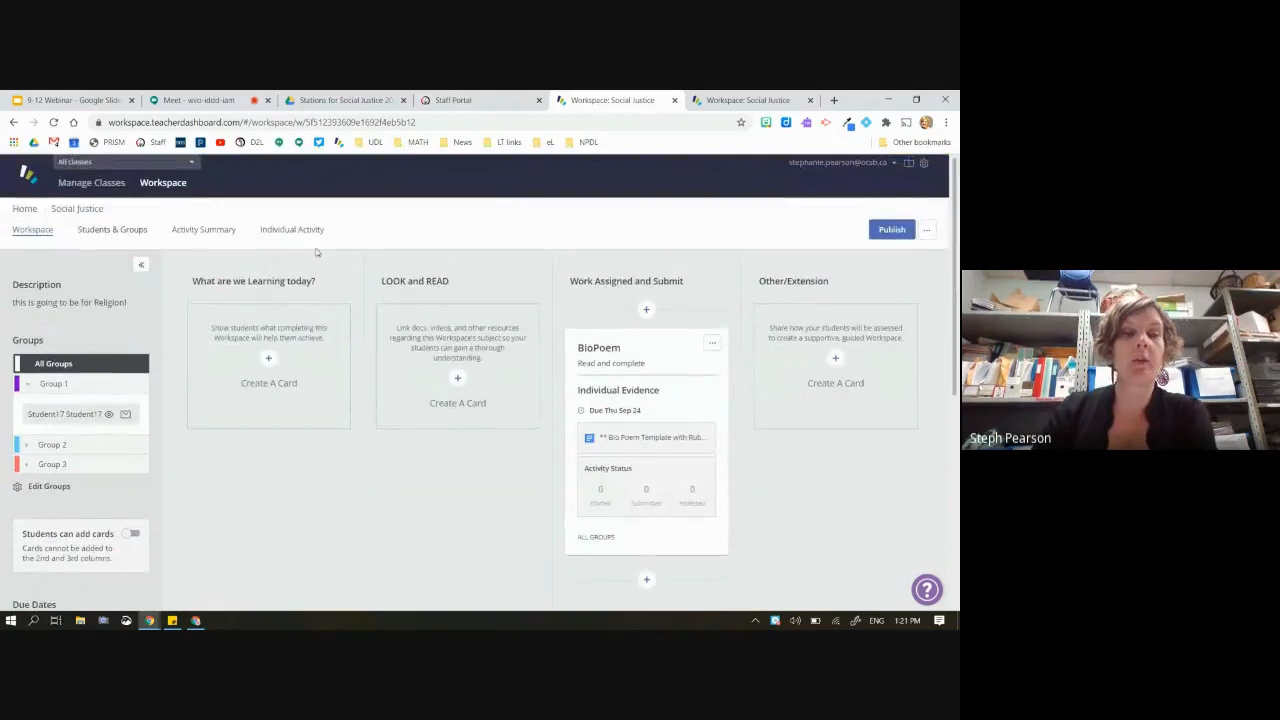 9-12 Webinar - Google Slide
Meet - wvo-iddd-iam
Stations for Social Justice 20
Staff Portal
Workspace: Social Justice
Workspace: Social Justice
workspace.teacherdashboard.com/#/workspace/w/5f512393609e1692f4eb5b12
PRISM
Staff
D2L
UDL
MATH
News
LT links
eL
NPDL
Other bookmarks
All classes
stephanie.pearson@ocsb.ca
Manage Classes
Workspace
Home
Social Justice
Workspace
Students & Groups
Activity Summary
Individual Activity
Publish
Description
this is going to be for Religion!
Groups
All Groups
Group 1
Student17 Student17
Group 2
Group 3
Edit Groups
Students can add cards
Cards cannot be added to
the 2nd and 3rd columns.
Due Dates
What are we Learning today?
Show students what completing this
Workspace will help them achieve.
Create A Card
LOOK and READ
Link docs, videos, and other resources
regarding this Workspace's subject so your
students can gain a thorough
understanding.
Create A Card
Work Assigned and Submit
BioPoem
Read and complete
Individual Evidence
Due Thu Sep 24
** Bio Poem Template with Rub...
Activity Status
0 0 0
Started Submitted
ALL GROUPS
Other/Extension
Share how your students will be assessed
to create a supportive, guided Workspace.
Create A Card
ENG
1:21 PM
Steph Pearson